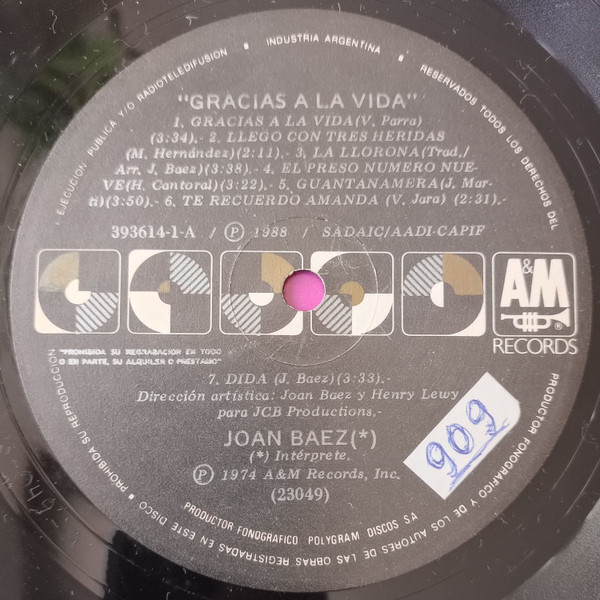 EJECUCION PUBLICA Y/O RADIOTELEDIFUSION ■ INDUSTRIA ARGENTINA ■ RESERVADOS TODOS LOS DERECHOS DEL
PRODUCTOR FONOGRAFICO Y DE LOS AUTORES DE LAS OBRAS REGISTRADAS EN ESTE DISCO ■ PROHIBIDA SU REPRODUCCION
"GRACIAS A LA VIDA"
1. GRACIAS A LA VIDA(V. Parra)
(3:34).- 2. LLEGO CON TRES HERIDAS
(M. Hernández)(2:11).- 3. LA LLORONA(Trad./
Arr. J. Baez)(3:38).- 4. EL PRESO NUMERO NUE-
VE(H. Cantoral)(3:22).- 5. GUANTANAMERA(J. Mar-
ti)(3:50).- 6. TE RECUERDO AMANDA (V. Jara) (2:31).-
393614-1-A / Ⓟ 1988 / SADAIC/AADI-CAPIF
A&M
®
RECORDS
"PROHIBIDA SU REGRABACION EN TODO
O EN PARTE, SU ALQUILER O PRESTAMO"
7. DIDA (J. Baez)(3:33).-
Dirección artística: Joan Baez y Henry Lewy
para JCB Productions.-
JOAN BAEZ(*)
(*) Intérprete.
Ⓟ 1974 A&M Records, Inc.
(23049)
909
PRODUCTOR FONOGRAFICO POLYGRAM DISCOS S.A